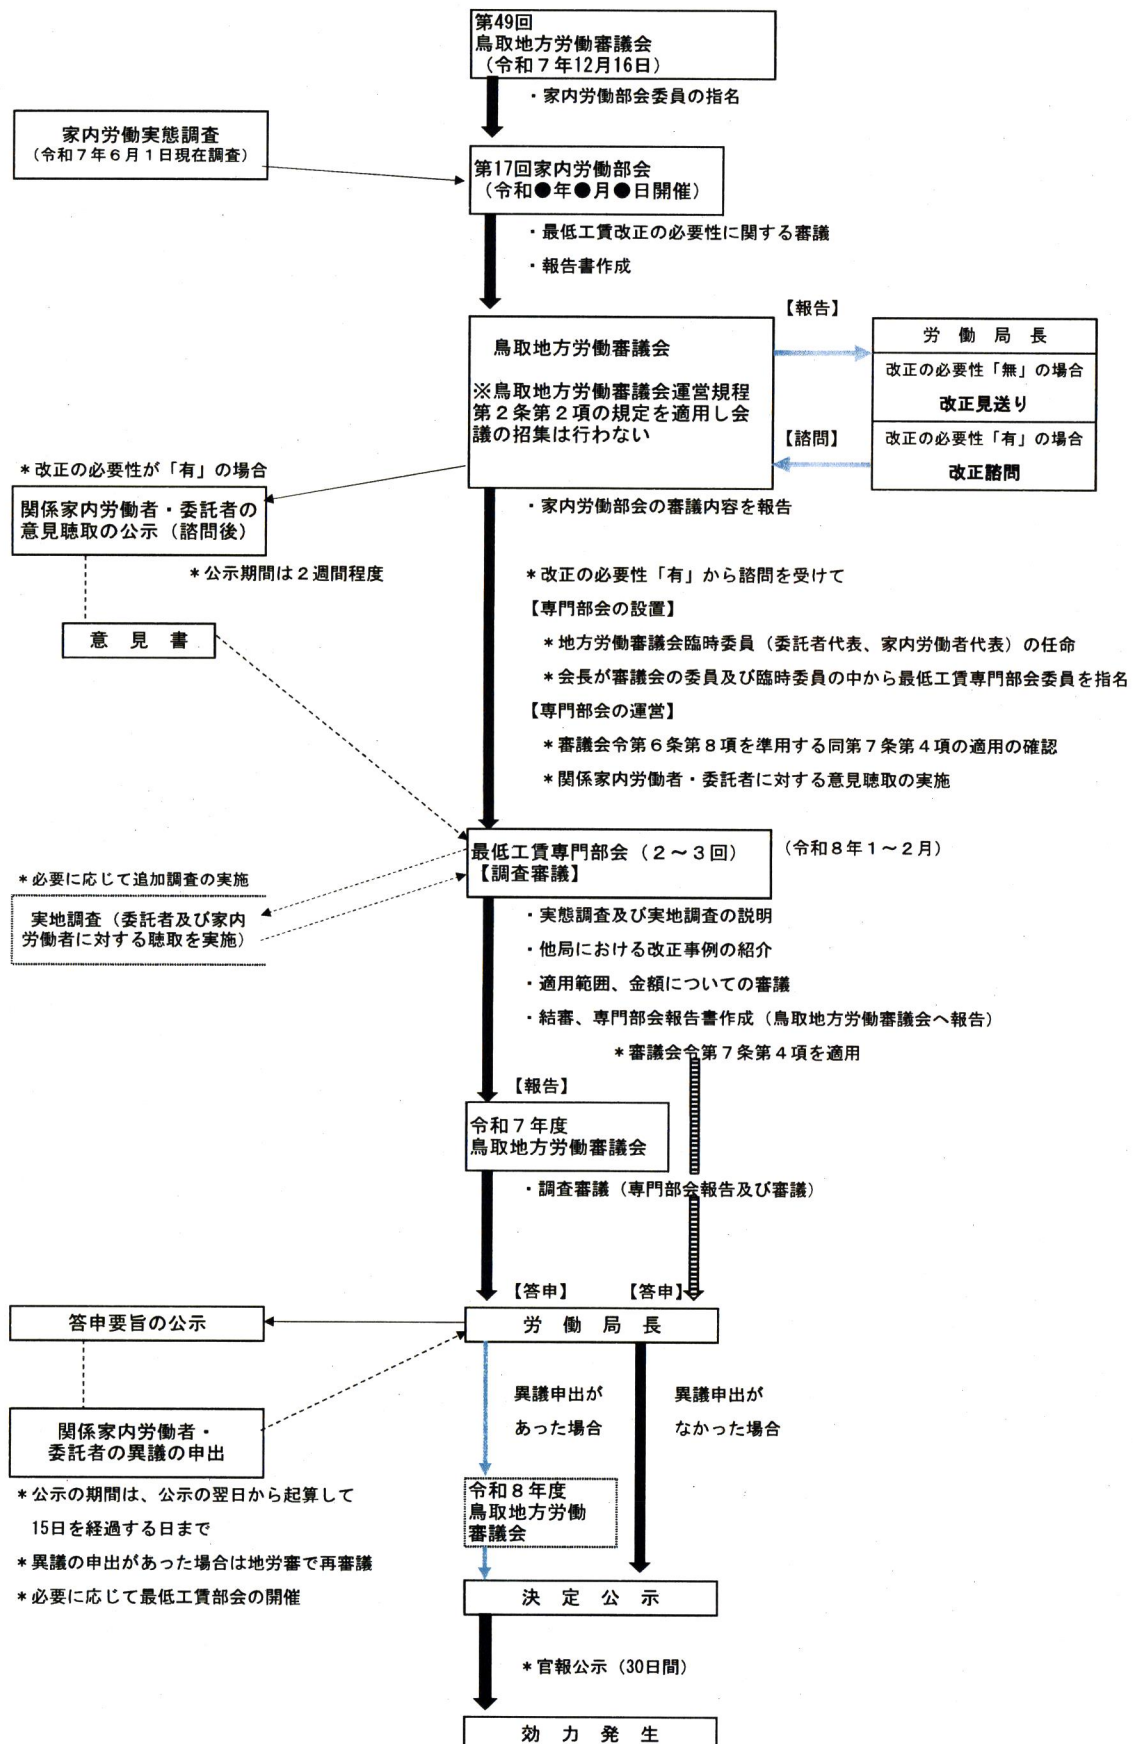 第49回
鳥取地方労働審議会
（令和７年12月16日）
・家内労働部会委員の指名
家内労働実態調査
（令和７年６月１日現在調査）
第17回家内労働部会
（令和●年●月●日開催）
・最低工賃改正の必要性に関する審議
・報告書作成
【報告】
鳥取地方労働審議会
※鳥取地方労働審議会運営規程
第２条第２項の規定を適用し会
議の招集は行わない
労　働　局　長
改正の必要性「無」の場合
改正見送り
【諮問】
改正の必要性「有」の場合
改正諮問
＊改正の必要性が「有」の場合
関係家内労働者・委託者の
意見聴取の公示（諮問後）
・家内労働部会の審議内容を報告
＊公示期間は２週間程度
意　見　書
＊改正の必要性「有」から諮問を受けて
【専門部会の設置】
＊地方労働審議会臨時委員（委託者代表、家内労働者代表）の任命
＊会長が審議会の委員及び臨時委員の中から最低工賃専門部会委員を指名
【専門部会の運営】
＊審議会令第６条第８項を準用する同第７条第４項の適用の確認
＊関係家内労働者・委託者に対する意見聴取の実施
最低工賃専門部会（２～３回）
【調査審議】
（令和８年１～２月）
＊必要に応じて追加調査の実施
実地調査（委託者及び家内
労働者に対する聴取を実施）
・実態調査及び実地調査の説明
・他局における改正事例の紹介
・適用範囲、金額についての審議
・結審、専門部会報告書作成（鳥取地方労働審議会へ報告）
＊審議会令第７条第４項を適用
【報告】
令和７年度
鳥取地方労働審議会
・調査審議（専門部会報告及び審議）
【答申】
【答申】
答申要旨の公示
労　働　局　長
異議申出が
あった場合
異議申出が
なかった場合
関係家内労働者・
委託者の異議の申出
＊公示の期間は、公示の翌日から起算して
15日を経過する日まで
＊異議の申出があった場合は地労審で再審議
＊必要に応じて最低工賃部会の開催
令和８年度
鳥取地方労働
審議会
決　定　公　示
＊官報公示（30日間）
効　力　発　生